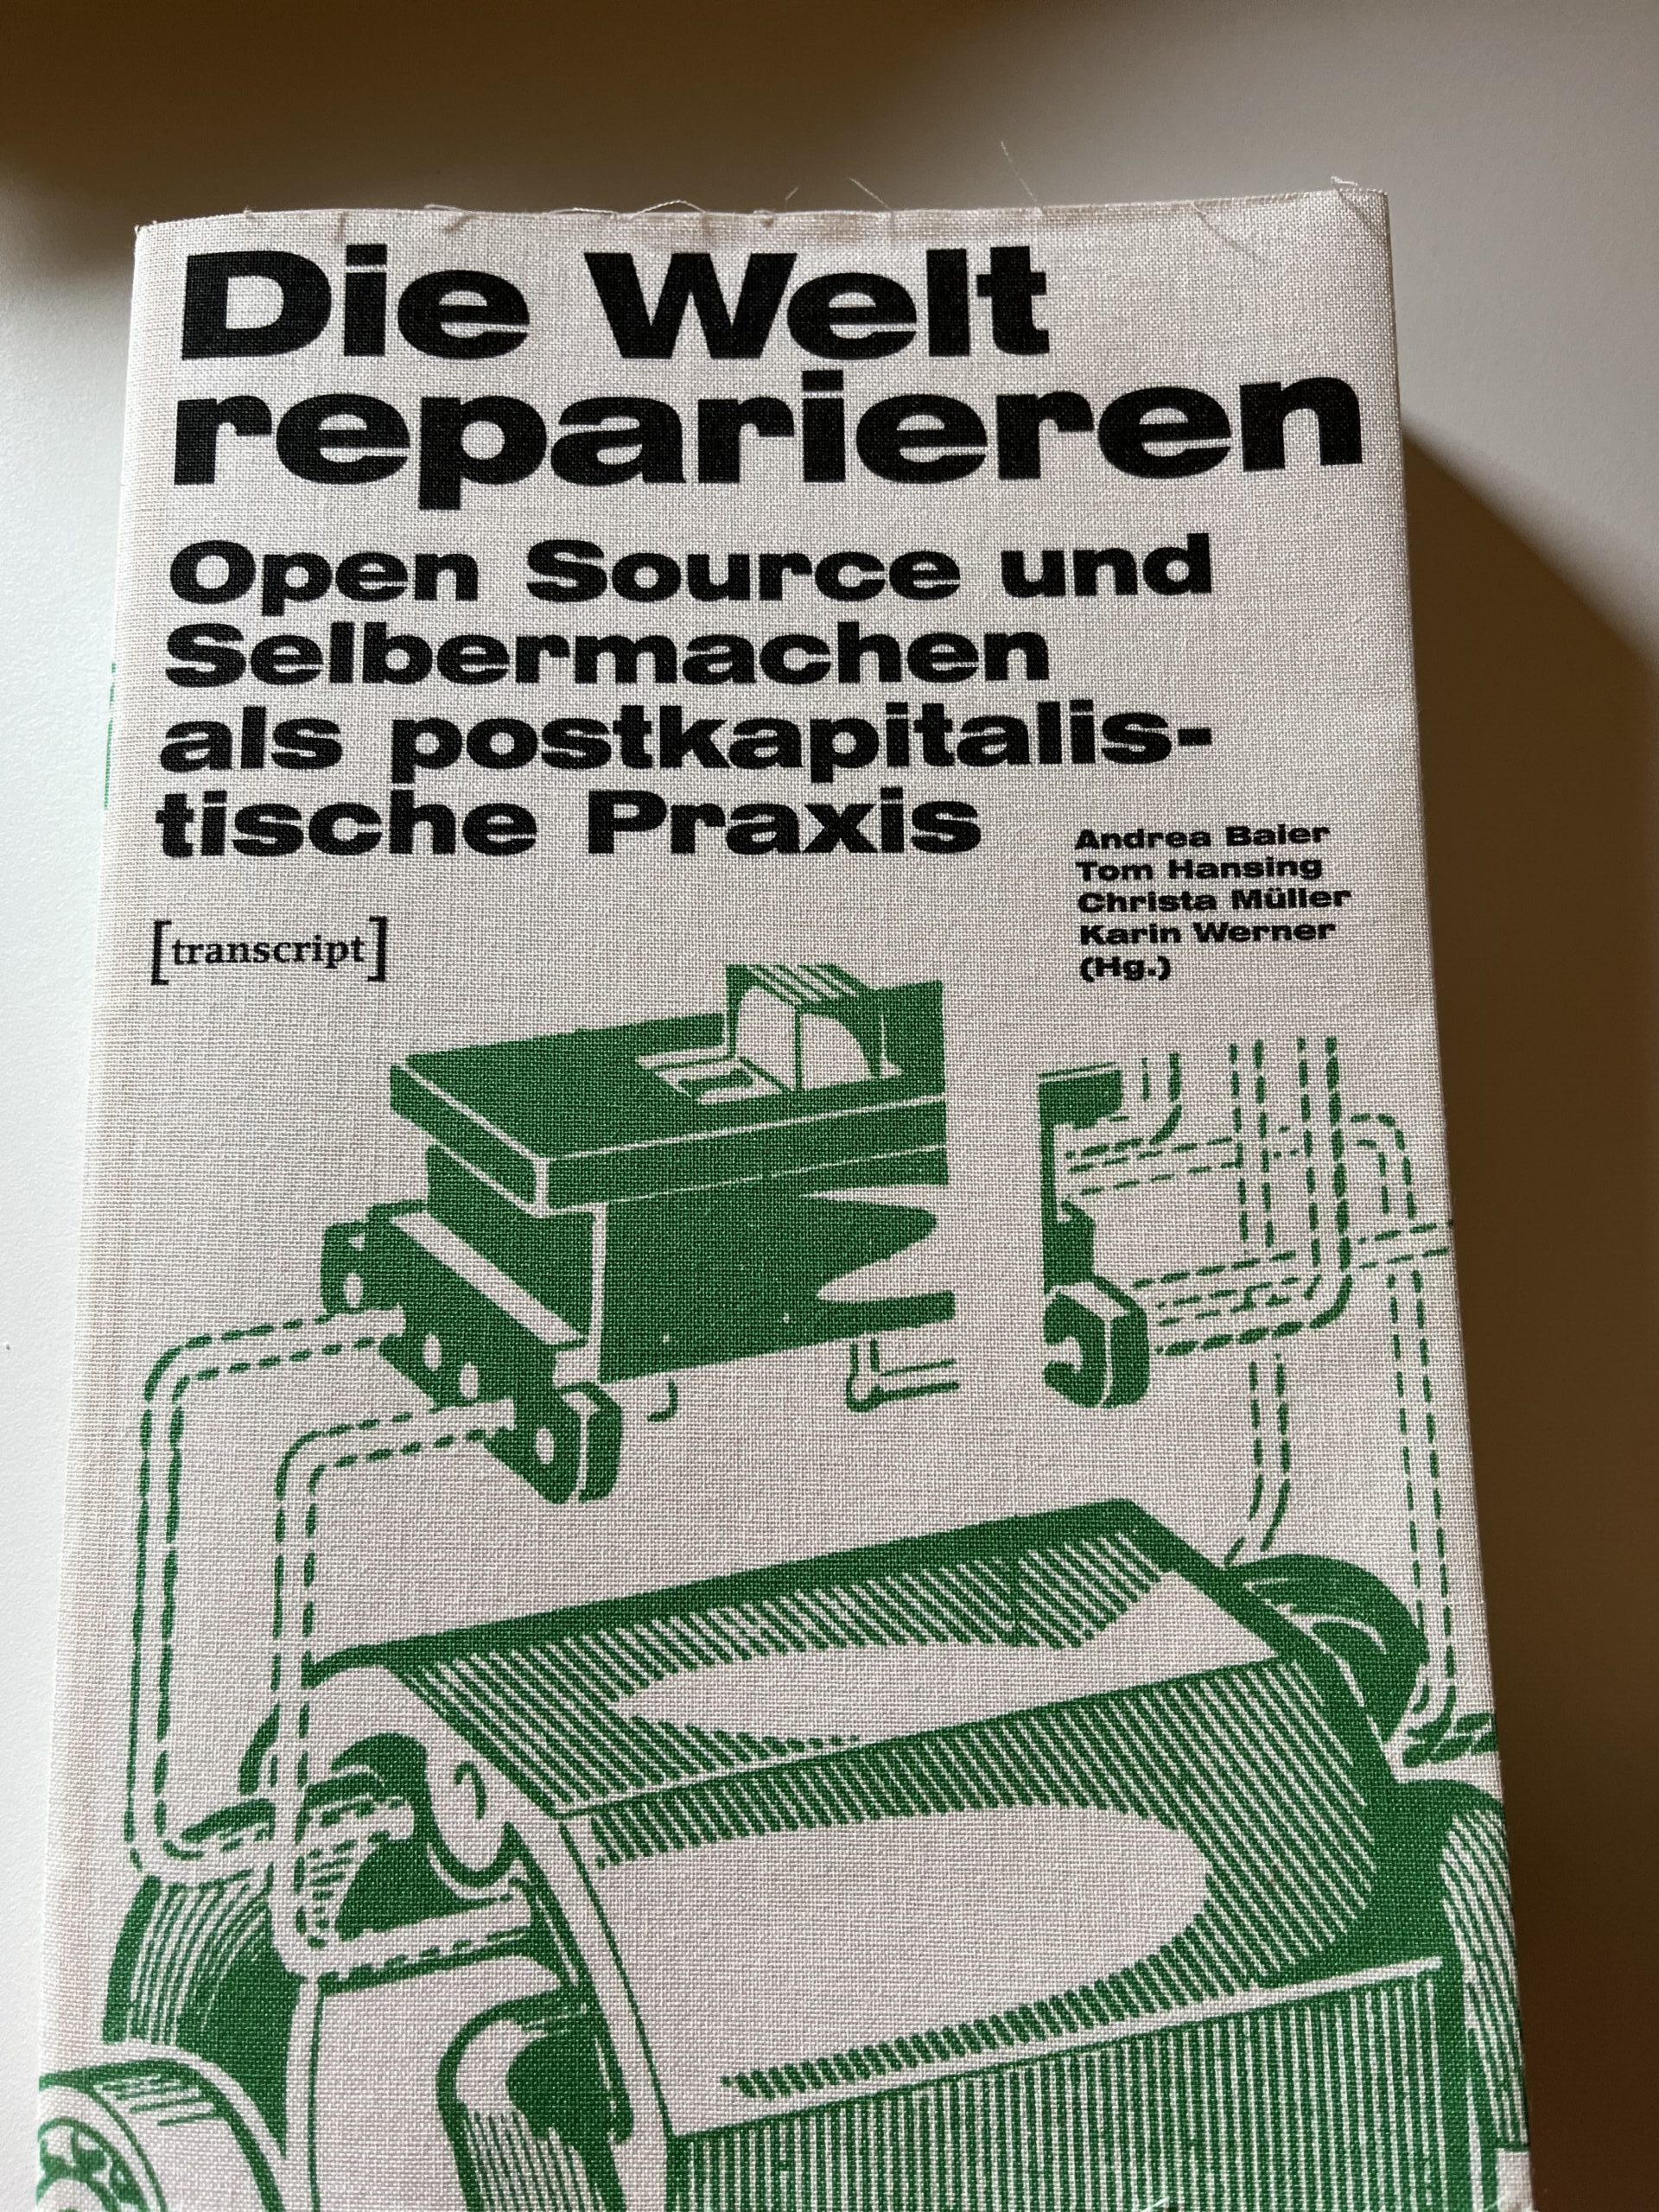 Die Welt
reparieren
Open Source und
Selbermachen
als postkapitalis-
tische Praxis
Andrea Baier
Tom Hansing
Christa Müller
Karin Werner
(Hg.)
[transcript]